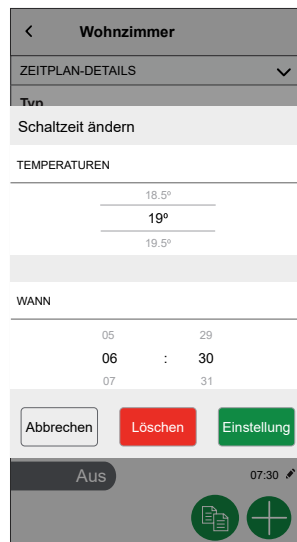 Wohnzimmer
ZEITPLAN-DETAILS
Typ
Schaltzeit ändern
TEMPERATUREN
18.5º
19º
19.5º
WANN
05 29
06 : 30
07 31
Abbrechen Löschen Einstellung
Aus 07:30